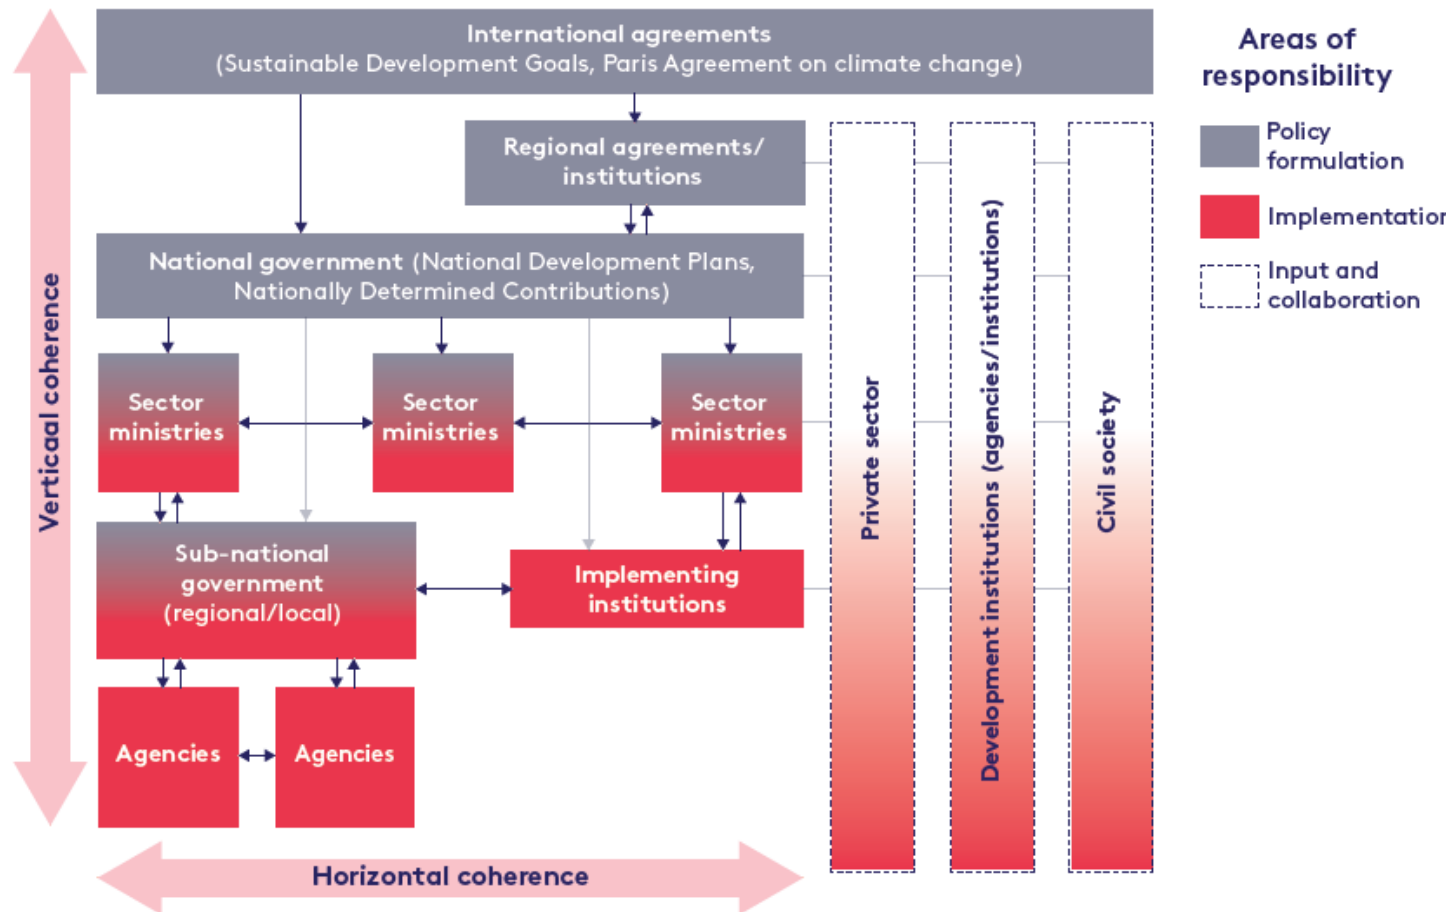 International agreements
(Sustainable Development Goals, Paris Agreement on climate change)
Areas of
responsibility
Policy
formulation
Implementation
Input and
collaboration
Regional agreements/
institutions
National government (National Development Plans,
Nationally Determined Contributions)
Sector
ministries
Sector
ministries
Sector
ministries
Sub-national
government
(regional/local)
Implementing
institutions
Agencies
Agencies
Private sector
Development institutions (agencies/institutions)
Civil society
Verticaal coherence
Horizontal coherence